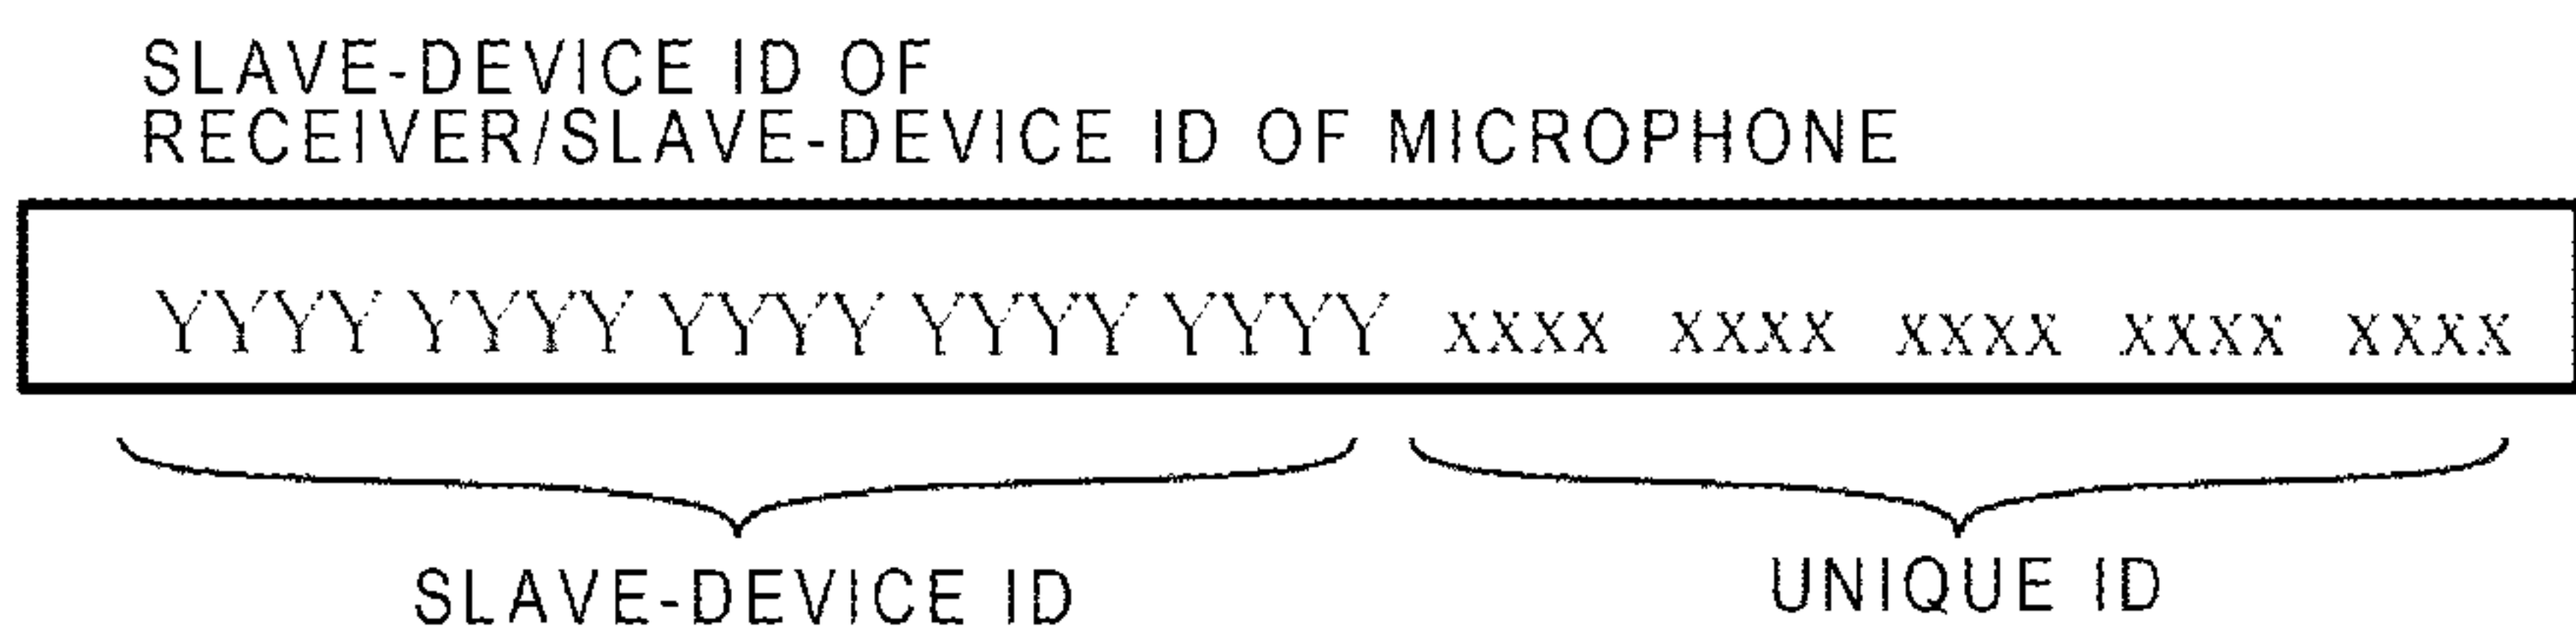 SLAVE-DEVICE ID OF
RECEIVER/SLAVE-DEVICE ID OF MICROPHONE
YYYY YYYY YYYY YYYY YYYY xxxx xxxx xxxx xxxx xxxx
SLAVE-DEVICE ID UNIQUE ID